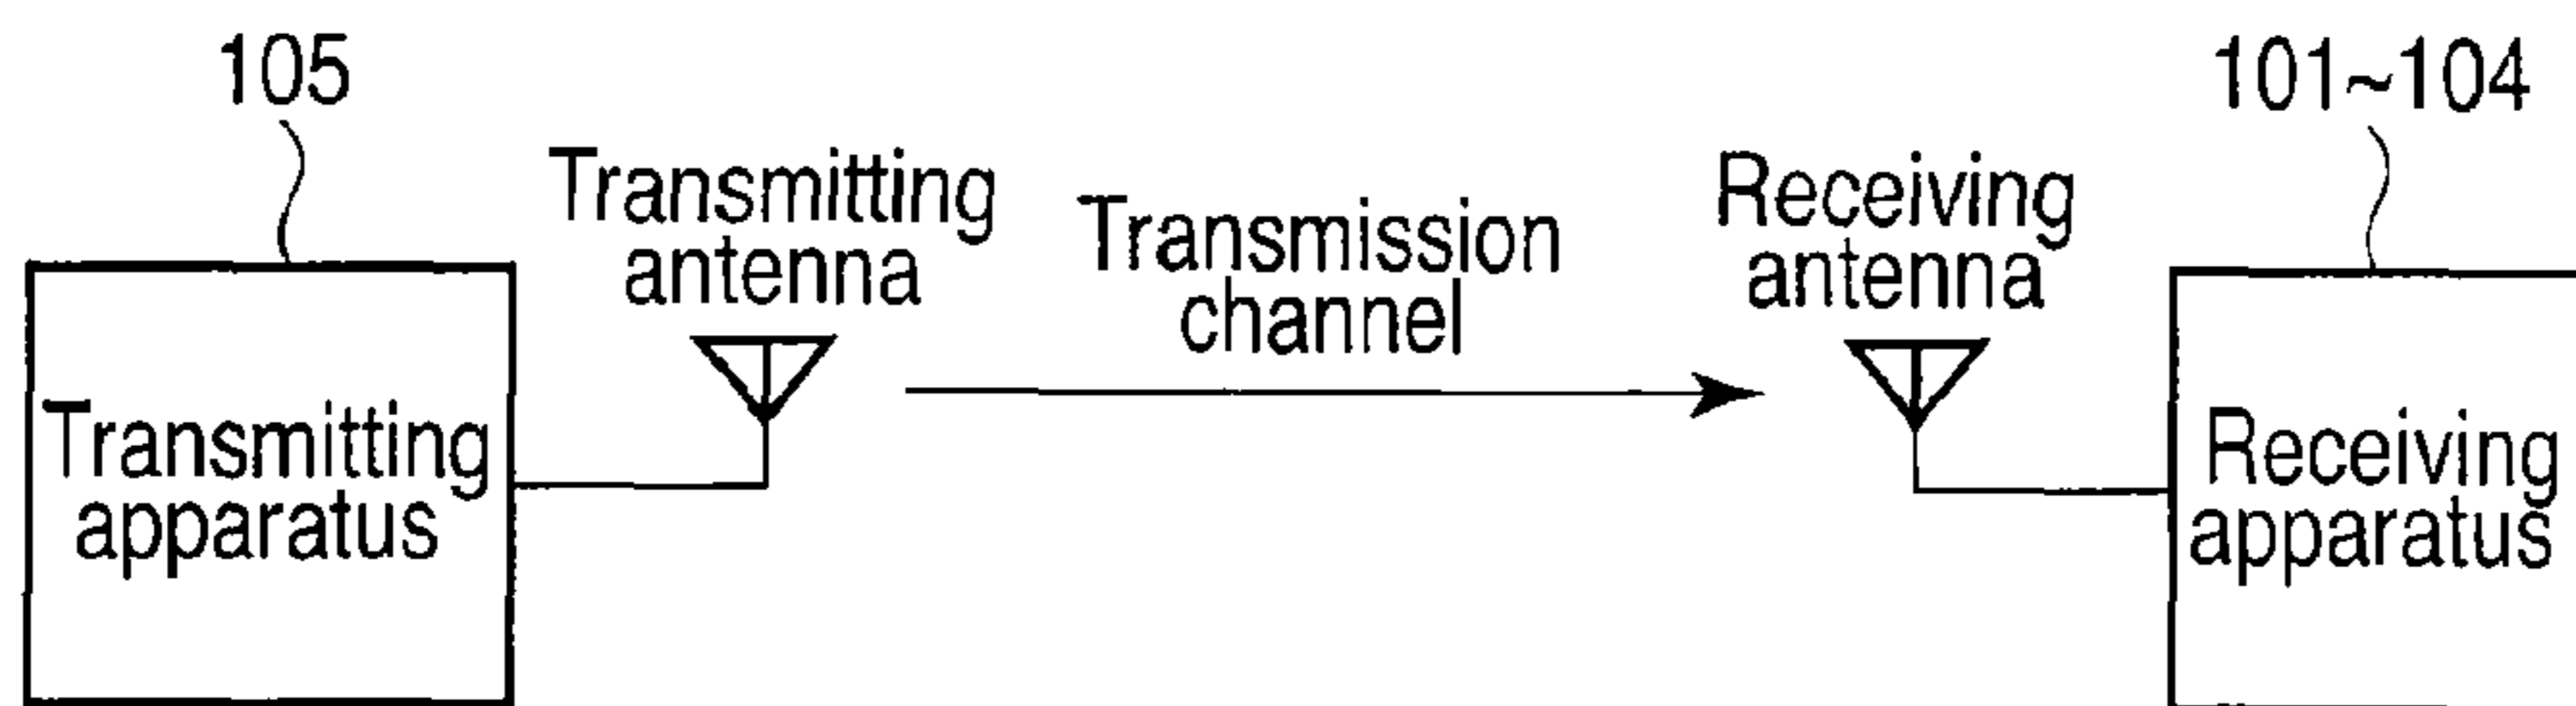 105
Transmitting
antenna
Transmission
channel
Receiving
antenna
101~104
Transmitting
apparatus
Receiving
apparatus